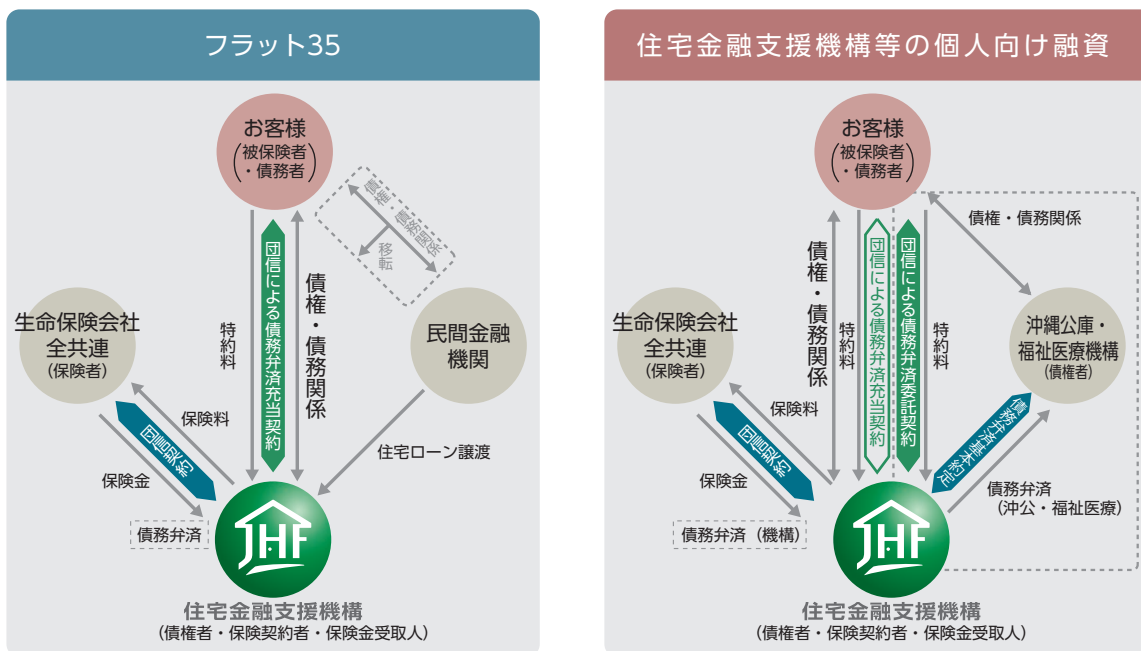 フラット35
お客様
(被保険者
・債務者)
債権・債務関係
移転
生命保険会社
全共連
(保険者)
民間金融
機関
特約料
団信による債務弁済充当契約
債権・債務関係
保険料
団信契約
保険金
住宅ローン譲渡
債務弁済
JHF
住宅金融支援機構
(債権者・保険契約者・保険金受取人)
住宅金融支援機構等の個人向け融資
お客様
(被保険者
・債務者)
債権・債務関係
生命保険会社
全共連
(保険者)
沖縄公庫・
福祉医療機構
(債権者)
債権・債務関係
特約料
団信による債務弁済充当契約
団信による債務弁済委託契約
特約料
保険料
団信契約
保険金
債務弁済基本約定
債務弁済
(沖公・福祉医療)
債務弁済(機構)
JHF
住宅金融支援機構
(債権者・保険契約者・保険金受取人)